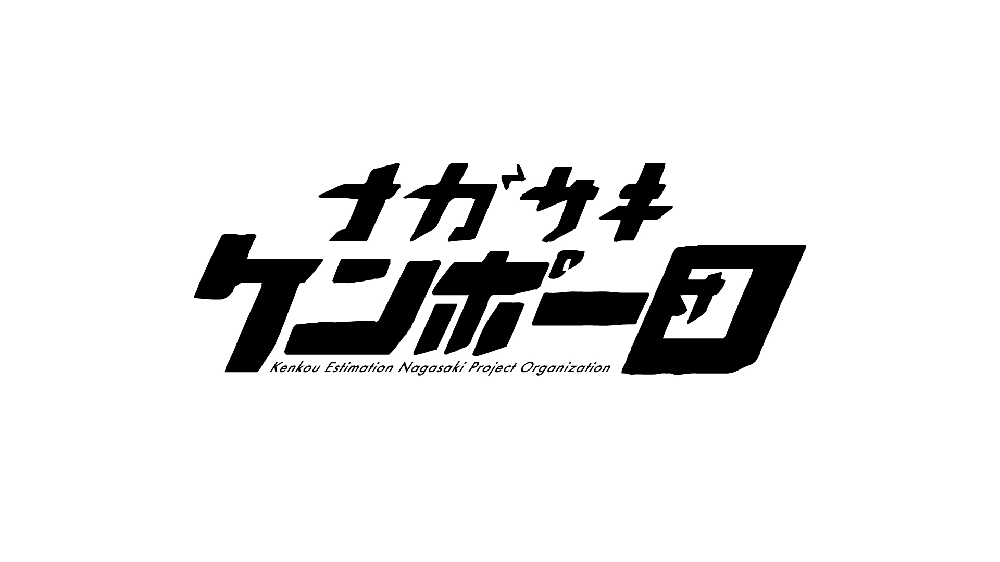 ナガサキ
ケンポー団
Kenkou Estimation Nagasaki Project Organization